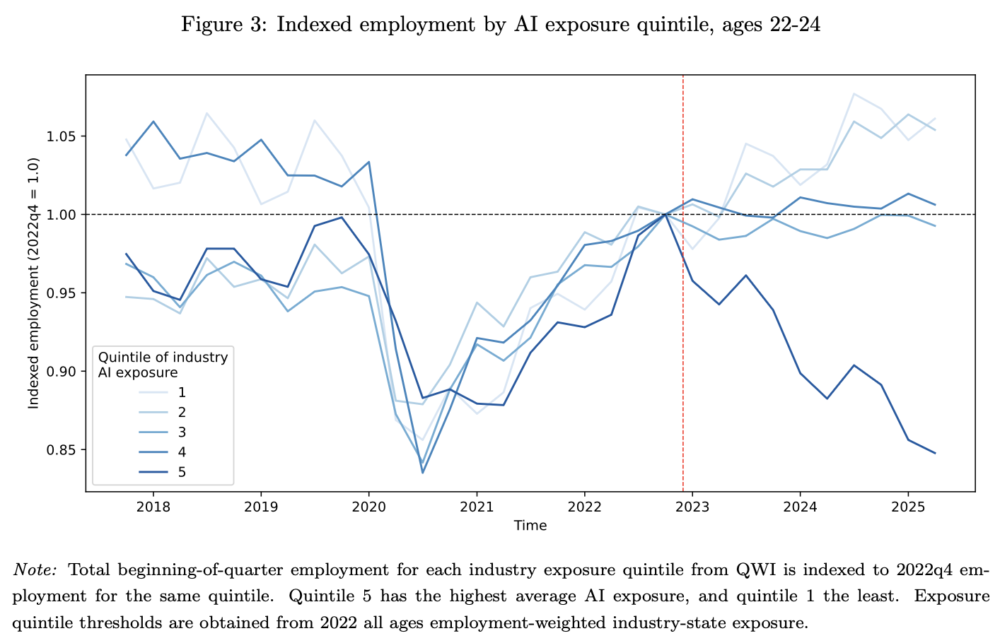 Figure 3: Indexed employment by AI exposure quintile, ages 22-24
Indexed employment (2022q4 = 1.0)
1.05
1.00
0.95
0.90
0.85
Quintile of industry
AI exposure
1
2
3
4
5
2018
2019
2020
2021
2022
2023
2024
2025
Time
Note: Total beginning-of-quarter employment for each industry exposure quintile from QWI is indexed to 2022q4 em-
ployment for the same quintile. Quintile 5 has the highest average AI exposure, and quintile 1 the least. Exposure
quintile thresholds are obtained from 2022 all ages employment-weighted industry-state exposure.